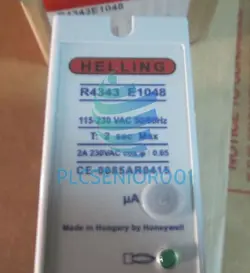 R4343E1048
HELLING
R4343 E1048
115-230 VAC 50/60Hz
T: 2 sec Max
2A 230VAC cos φ: 0.65
CE-0085AR0415
PLCSENIOR001
µA
Made in Hungary by Honeywell